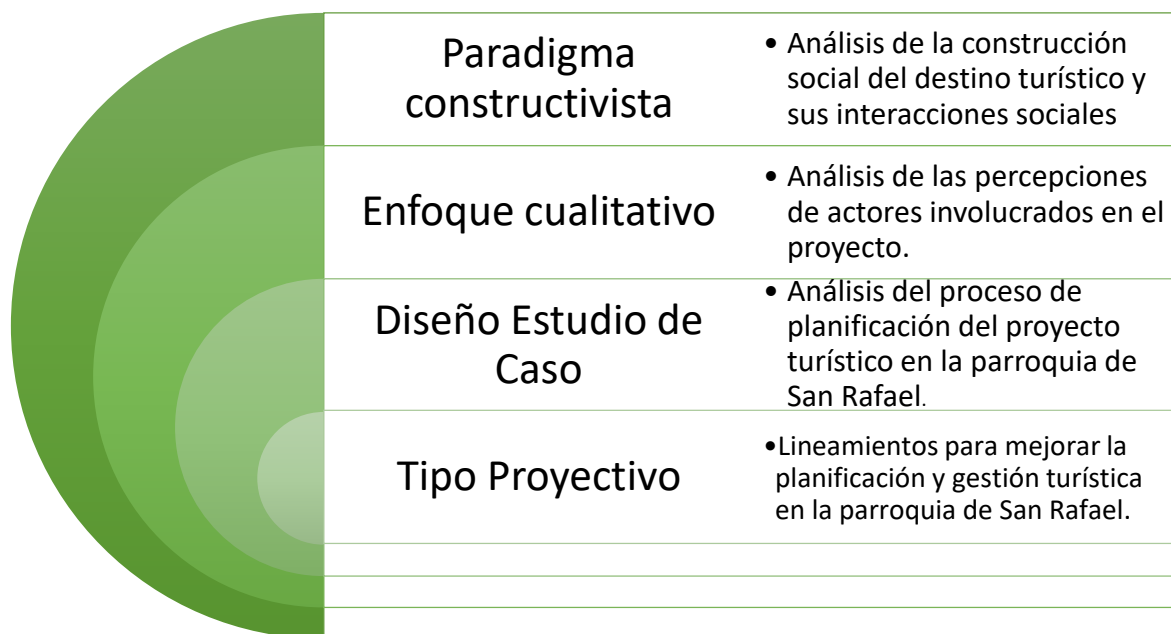 Paradigma
constructivista
• Análisis de la construcción
social del destino turístico y
sus interacciones sociales
Enfoque cualitativo
• Análisis de las percepciones
de actores involucrados en el
proyecto.
Diseño Estudio de
Caso
• Análisis del proceso de
planificación del proyecto
turístico en la parroquia de
San Rafael.
Tipo Proyectivo
•Lineamientos para mejorar la
planificación y gestión turística
en la parroquia de San Rafael.